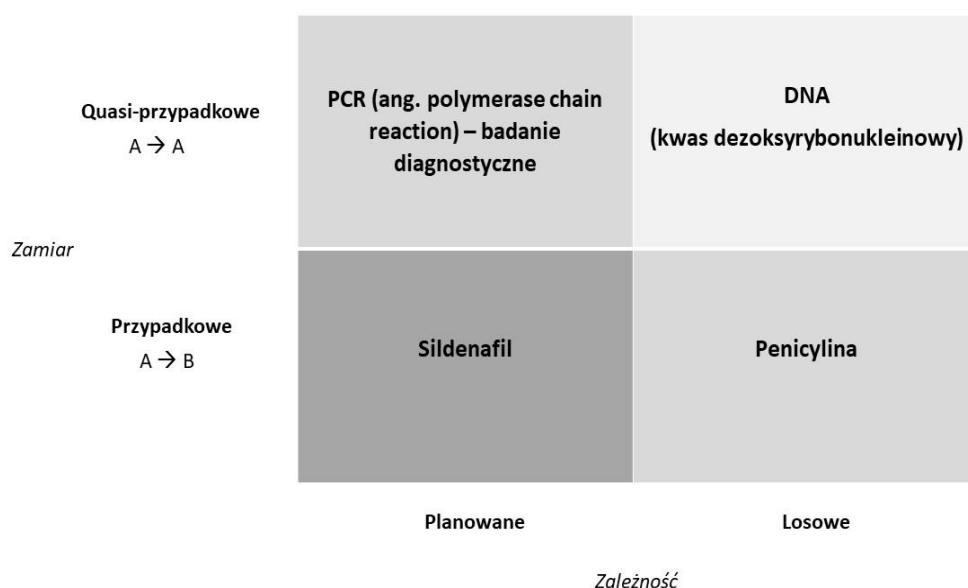 Quasi-przypadkowe
A → A
PCR (ang. polymerase chain
reaction) – badanie
diagnostyczne
DNA
(kwas dezoksyrybonukleinowy)
Zamiar
Przypadkowe
A → B
Sildenafil
Penicylina
Planowane
Losowe
Zależność